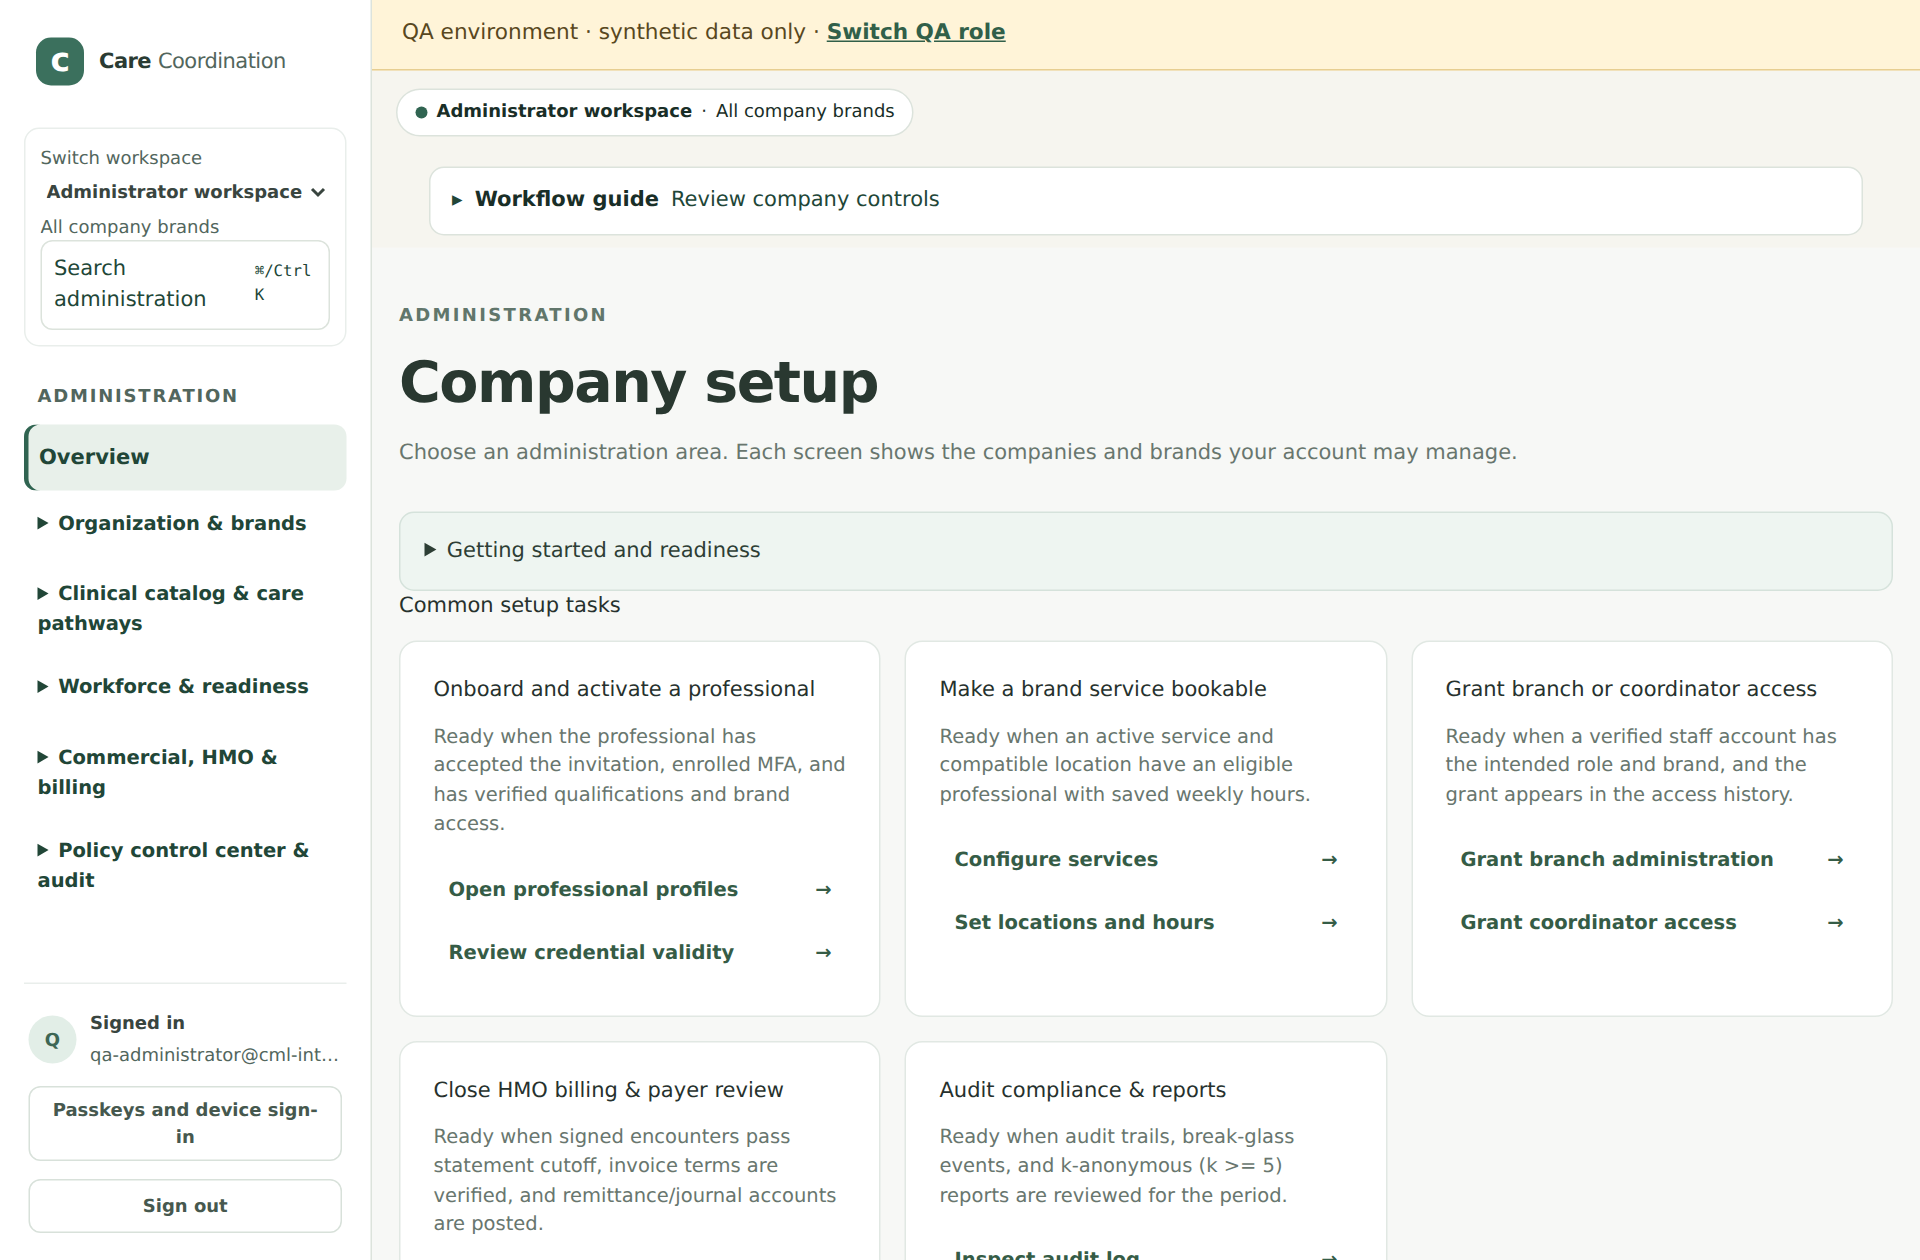 C Care Coordination
Switch workspace
Administrator workspace
All company brands
Search administration ⌘/Ctrl K
ADMINISTRATION
Overview
Organization & brands
Clinical catalog & care
pathways
Workforce & readiness
Commercial, HMO &
billing
Policy control center &
audit
Q
Signed in
qa-administrator@cml-int…
Passkeys and device sign-
in
Sign out
QA environment · synthetic data only · Switch QA role
Administrator workspace · All company brands
Workflow guide Review company controls
ADMINISTRATION
Company setup
Choose an administration area. Each screen shows the companies and brands your account may manage.
Getting started and readiness
Common setup tasks
Onboard and activate a professional
Ready when the professional has
accepted the invitation, enrolled MFA, and
has verified qualifications and brand
access.
Open professional profiles →
Review credential validity →
Make a brand service bookable
Ready when an active service and
compatible location have an eligible
professional with saved weekly hours.
Configure services →
Set locations and hours →
Grant branch or coordinator access
Ready when a verified staff account has
the intended role and brand, and the
grant appears in the access history.
Grant branch administration →
Grant coordinator access →
Close HMO billing & payer review
Ready when signed encounters pass
statement cutoff, invoice terms are
verified, and remittance/journal accounts
are posted.
Audit compliance & reports
Ready when audit trails, break-glass
events, and k-anonymous (k >= 5)
reports are reviewed for the period.
Inspect audit log →